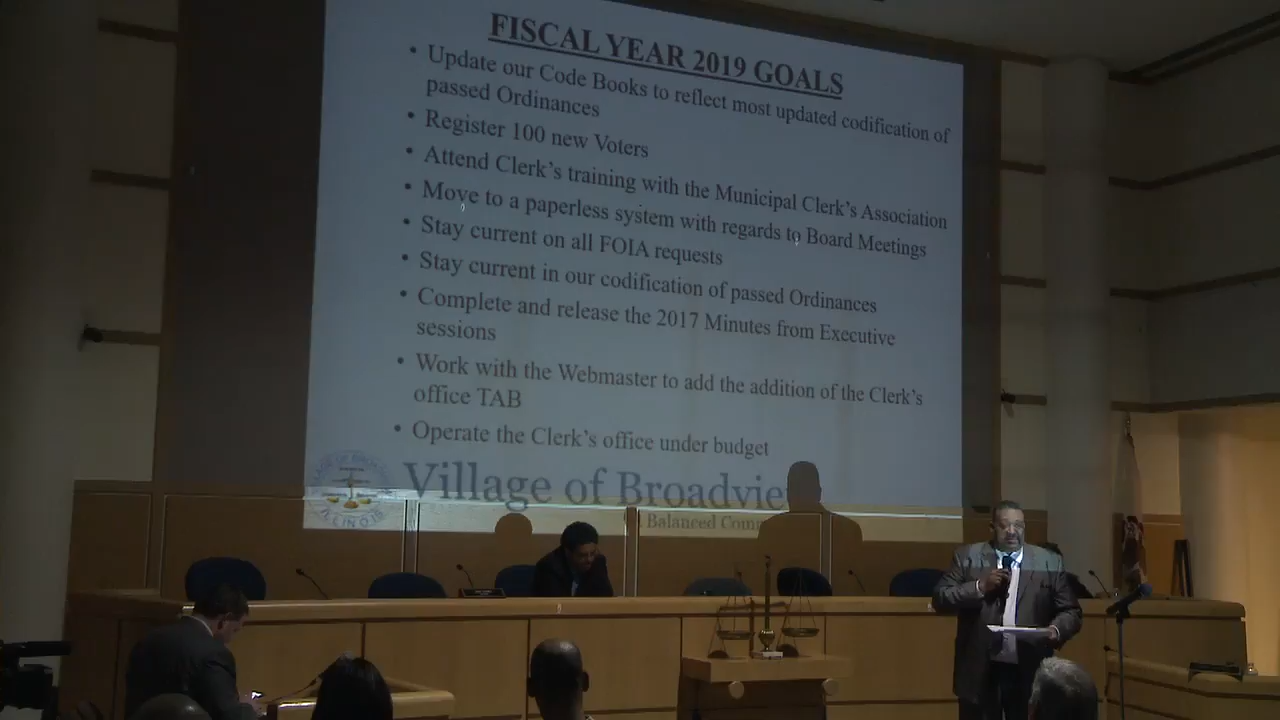 FISCAL YEAR 2019 GOALS
• Update our Code Books to reflect most updated codification of
passed Ordinances
• Register 100 new Voters
• Attend Clerk's training with the Municipal Clerk's Association
• Move to a paperless system with regards to Board Meetings
• Stay current on all FOIA requests
• Stay current in our codification of passed Ordinances
• Complete and release the 2017 Minutes from Executive
sessions
• Work with the Webmaster to add the addition of the Clerk's
office TAB
• Operate the Clerk's office under budget
Village of Broadvie
A Balanced Com
ILLINOIS